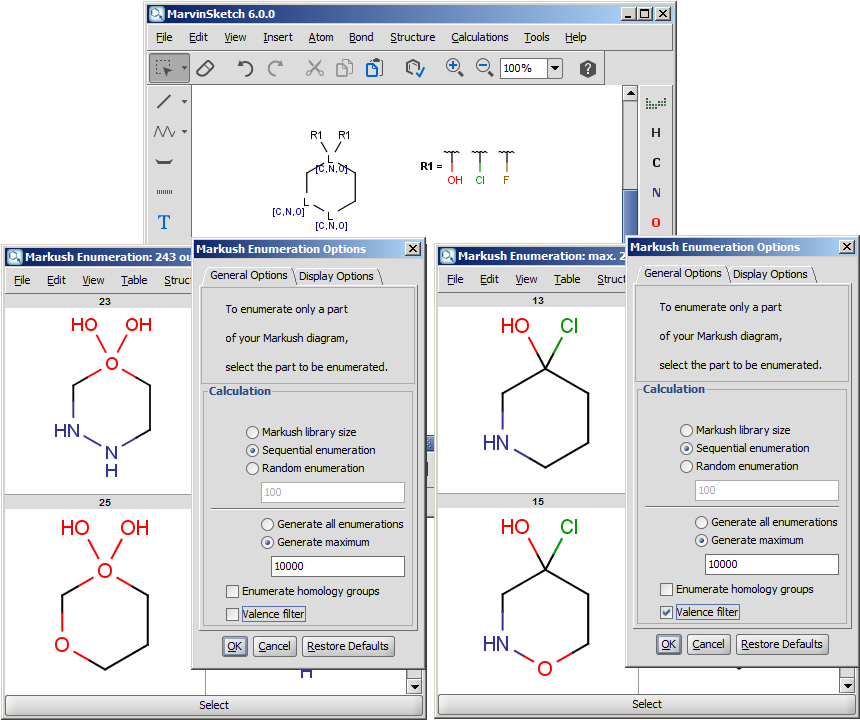 MarvinSketch 6.0.0
File Edit View Insert Atom Bond Structure Calculations Tools Help
100%
R1 R1
L
[C,N,O]
L
[C,N,O]
L
[C,N,O]
R1 =
OH Cl F
H
C
N
O
T
Markush Enumeration: 243 ou
File Edit View Table Struct
23
HO OH
O
HN
N
H
25
HO OH
O
O
H
Select
Markush Enumeration Options
General Options Display Options
To enumerate only a part
of your Markush diagram,
select the part to be enumerated.
Calculation
Markush library size
Sequential enumeration
Random enumeration
100
Generate all enumerations
Generate maximum
10000
Enumerate homology groups
Valence filter
OK Cancel Restore Defaults
Markush Enumeration: max. 2
File Edit View Table Struct
13
HO Cl
HN
15
HO Cl
HN
O
Select
Markush Enumeration Options
General Options Display Options
To enumerate only a part
of your Markush diagram,
select the part to be enumerated.
Calculation
Markush library size
Sequential enumeration
Random enumeration
100
Generate all enumerations
Generate maximum
10000
Enumerate homology groups
Valence filter
OK Cancel Restore Defaults